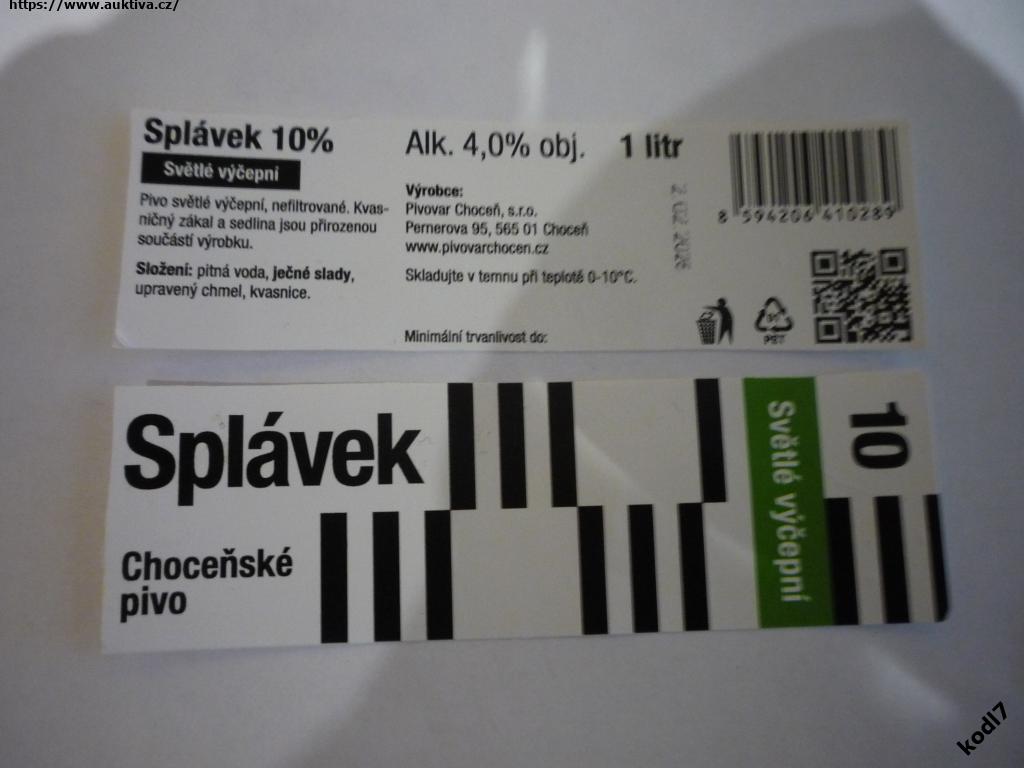 https://www.auktiva.cz/
Splávek 10%
Světlé výčepní
Pivo světlé výčepní, nefiltrované. Kvas-
ničný zákal a sedlina jsou přirozenou
součástí výrobku.
Složení: pitná voda, ječné slady,
upravený chmel, kvasnice.
Alk. 4,0% obj. 1 litr
Výrobce:
Pivovar Choceň, s.r.o.
Pernerova 95, 565 01 Choceň
www.pivovarchocen.cz
Skladujte v temnu při teplotě 0-10°C.
Minimální trvanlivost do:
8 594206 410289
PET
Splávek
Choceňské
pivo
Světlé výčepní
10
kodl7